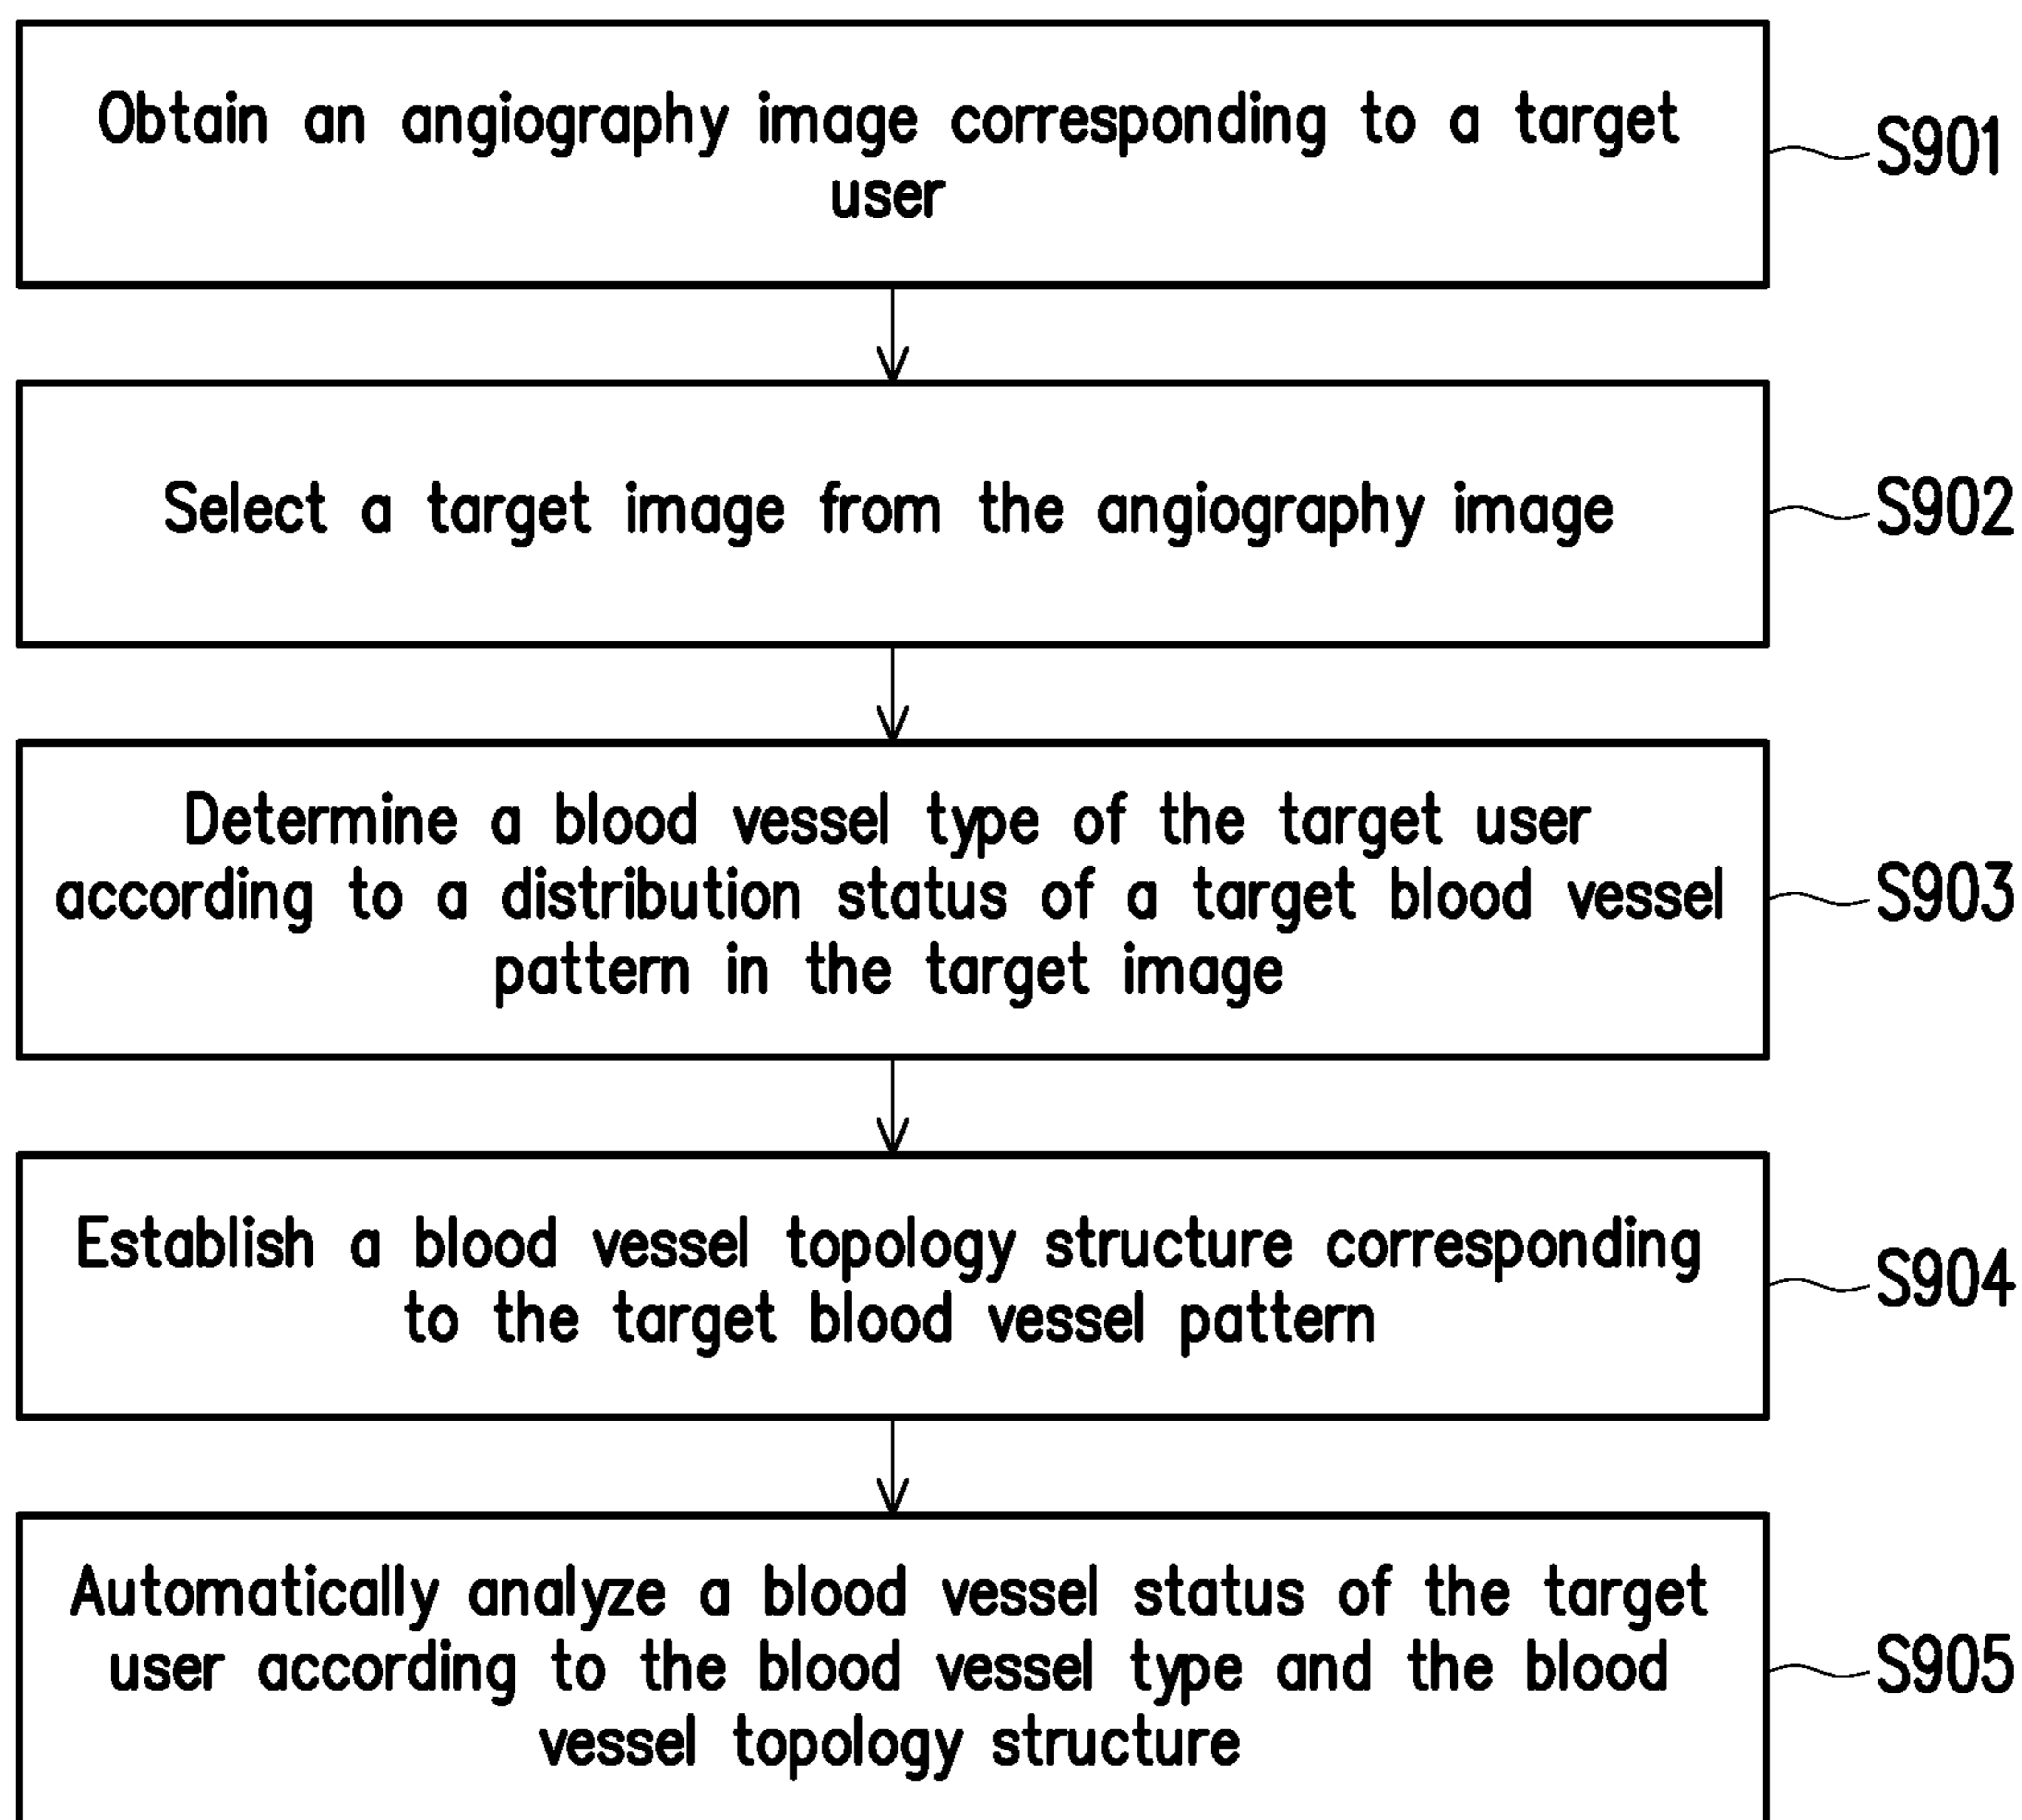 Obtain an angiography image corresponding to a target
user
S901
Select a target image from the angiography image
S902
Determine a blood vessel type of the target user
according to a distribution status of a target blood vessel
pattern in the target image
S903
Establish a blood vessel topology structure corresponding
to the target blood vessel pattern
S904
Automatically analyze a blood vessel status of the target
user according to the blood vessel type and the blood
vessel topology structure
S905